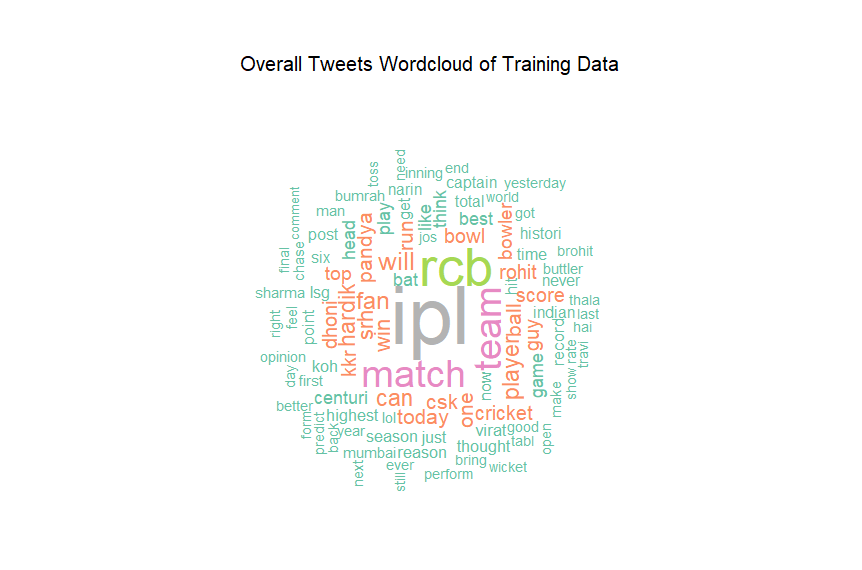 Overall Tweets Wordcloud of Training Data
need
toss
inning
end
captain
yesterday
narin
bumrah
get
like
think
total
world
comment
man
play
best
got
post
head
pandya
run
jos
bowl
bowler
histori
final
chase
six
will
rcb
time
brohit
top
bat
rohit
buttler
never
hit
sharma
lsg
fan
ipl
score
thala
hardik
srh
team
indian
last
right
feel
point
dhoni
win
player
ball
guy
record
hai
opinion
kkr
koh
match
now
game
show
rate
travi
day
first
centuri
can
csk
one
make
better
highest
lol
today
cricket
form
predict
back
year
season
just
virat
good
open
tabl
thought
mumbai
reason
bring
wicket
next
ever
still
perform